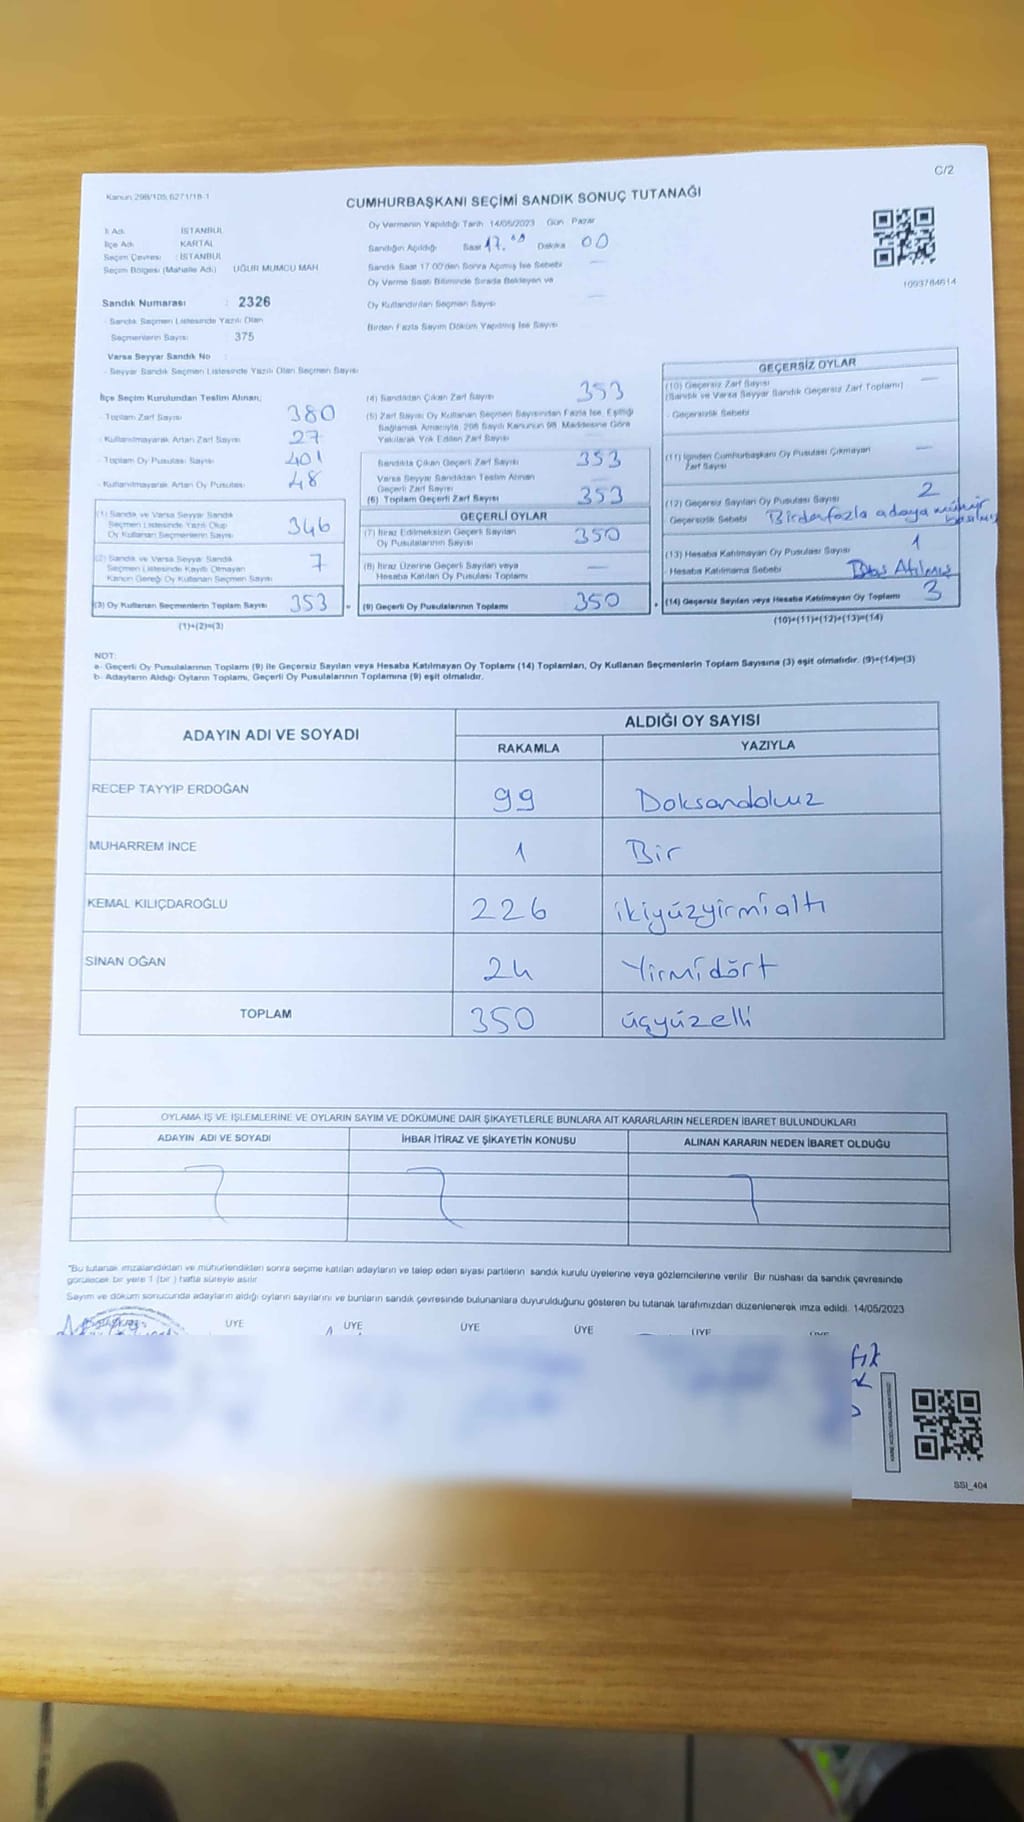 C/2
Kanun 298/105,6271/18-1
CUMHURBAŞKANI SEÇİMİ SANDIK SONUÇ TUTANAĞI
İl Adı : İSTANBUL
İlçe Adı : KARTAL
Seçim Çevresi : İSTANBUL
Seçim Bölgesi (Mahalle Adı) UĞUR MUMCU MAH
Sandık Numarası : 2326
- Sandık Seçmen Listesinde Yazılı Olan
Seçmenlerin Sayısı 375
Varsa Seyyar Sandık No :
- Seyyar Sandık Seçmen Listesinde Yazılı Olan Seçmen Sayısı
Oy Vermenin Yapıldığı Tarih 14/05/2023 Gün Pazar
Sandığın Açıldığı Saat 17.00 Dakika 00
Sandık Saat 17.00'den Sonra Açılmış İse Sebebi
Oy Verme Saati Bitiminde Sırada Bekleyen ve
Oy Kullandırılan Seçmen Sayısı
Birden Fazla Sayım Döküm Yapılmış İse Sayısı
1093784614
İlçe Seçim Kurulundan Teslim Alınan;
- Toplam Zarf Sayısı 380
- Kullanılmayarak Artan Zarf Sayısı 27
- Toplam Oy Pusulası Sayısı 401
- Kullanılmayarak Artan Oy Pusulası 48
(1) Sandık ve Varsa Seyyar Sandık
Seçmen Listesinde Yazılı Olup
Oy Kullanan Seçmenlerin Sayısı 346
(2) Sandık ve Varsa Seyyar Sandık
Seçmen Listesinde Kayıtlı Olmayan
Kanun Gereği Oy Kullanan Seçmen Sayısı 7
(3) Oy Kullanan Seçmenlerin Toplam Sayısı 353
(1)+(2)=(3)
(4) Sandıktan Çıkan Zarf Sayısı 353
(5) Zarf Sayısı Oy Kullanan Seçmen Sayısından Fazla İse, Eşitliği
Sağlamak Amacıyla, 298 Sayılı Kanunun 98. Maddesine Göre
Yakılarak Yok Edilen Zarf Sayısı
Sandıkta Çıkan Geçerli Zarf Sayısı 353
Varsa Seyyar Sandıktan Teslim Alınan
Geçerli Zarf Sayısı
(6) Toplam Geçerli Zarf Sayısı 353
GEÇERLİ OYLAR
(7) İtiraz Edilmeksizin Geçerli Sayılan
Oy Pusulalarının Sayısı 350
(8) İtiraz Üzerine Geçerli Sayılan veya
Hesaba Katılan Oy Pusulası Toplamı —
= (9) Geçerli Oy Pusulalarının Toplamı 350
GEÇERSİZ OYLAR
(10) Geçersiz Zarf Sayısı —
(Sandık ve Varsa Seyyar Sandık Geçersiz Zarf Toplamı)
- Geçersizlik Sebebi
(11) İçinden Cumhurbaşkanı Oy Pusulası Çıkmayan —
Zarf Sayısı
(12) Geçersiz Sayılan Oy Pusulası Sayısı 2
Geçersizlik Sebebi Birden fazla adaya mühür
basılmış
(13) Hesaba Katılmayan Oy Pusulası Sayısı 1
- Hesaba Katılmama Sebebi Boş Atılmış
+ (14) Geçersiz Sayılan veya Hesaba Katılmayan Oy Toplamı 3
(10)+(11)+(12)+(13)=(14)
NOT:
a- Geçerli Oy Pusulalarının Toplamı (9) ile Geçersiz Sayılan veya Hesaba Katılmayan Oy Toplamı (14) Toplamları, Oy Kullanan Seçmenlerin Toplam Sayısına (3) eşit olmalıdır. (9)+(14)=(3)
b- Adayların Aldığı Oyların Toplamı, Geçerli Oy Pusulalarının Toplamına (9) eşit olmalıdır.
ADAYIN ADI VE SOYADI
ALDIĞI OY SAYISI
RAKAMLA YAZIYLA
RECEP TAYYİP ERDOĞAN 99 Doksandokuz
MUHARREM İNCE 1 Bir
KEMAL KILIÇDAROĞLU 226 ikiyüzyirmialtı
SİNAN OĞAN 24 Yirmidört
TOPLAM 350 üçyüzelli
OYLAMA İŞ VE İŞLEMLERİNE VE OYLARIN SAYIM VE DÖKÜMÜNE DAİR ŞİKAYETLERLE BUNLARA AİT KARARLARIN NELERDEN İBARET BULUNDUKLARI
ADAYIN ADI VE SOYADI İHBAR İTİRAZ VE ŞİKAYETİN KONUSU ALINAN KARARIN NEDEN İBARET OLDUĞU
"Bu tutanak imzalandıktan ve mühürlendikten sonra seçime katılan adayların ve talep eden siyasi partilerin sandık kurulu üyelerine veya gözlemcilerine verilir. Bir nüshası da sandık çevresinde
görülecek bir yere 1 (bir ) hafta süreyle asılır
Sayım ve döküm sonucunda adayların aldığı oyların sayılarını ve bunların sandık çevresinde bulunanlara duyurulduğunu gösteren bu tutanak tarafımızdan düzenlenerek imza edildi. 14/05/2023
ÜYE ÜYE ÜYE ÜYE ÜYE
SSI_404